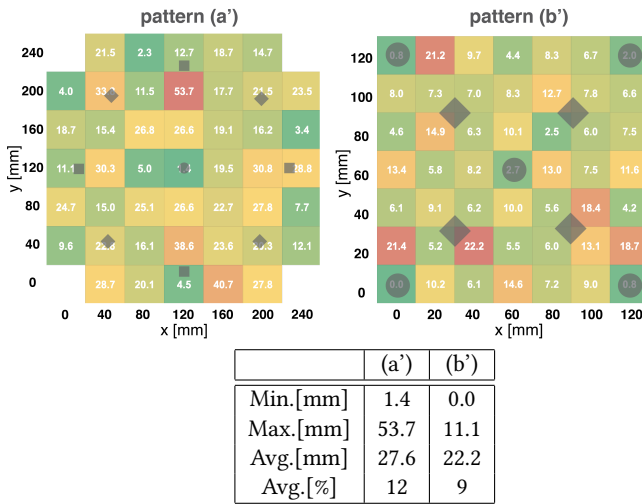 pattern (a')
240 21.5 2.3 12.7 18.7 14.7
200 4.0 11.5 53.7 17.7 21.5 23.5
160 18.7 15.4 26.8 26.6 19.1 16.2 3.4
120 11.1 30.3 5.0 19.5 30.8 28.8
80 24.7 15.0 25.1 26.6 22.7 27.8 7.7
40 9.6 16.1 38.6 23.6 12.1
0 28.7 20.1 4.5 40.7 27.8
0 40 80 120 160 200 240
x [mm]
y [mm]
pattern (b')
120 0.8 21.2 9.7 4.4 8.3 6.7 2.0
100 8.0 7.3 7.0 8.3 12.7 7.8 6.6
80 4.6 14.9 6.3 10.1 2.5 6.0 7.5
60 13.4 5.8 8.2 2.7 13.0 7.5 11.6
40 6.1 9.1 6.2 10.0 5.6 18.4 4.2
20 21.4 5.2 22.2 5.5 6.0 13.1 18.7
0 0.0 10.2 6.1 14.6 7.2 9.0 0.8
0 20 40 60 80 100 120
x [mm]
y [mm]
(a') (b')
Min.[mm] 1.4 0.0
Max.[mm] 53.7 11.1
Avg.[mm] 27.6 22.2
Avg.[%] 12 9